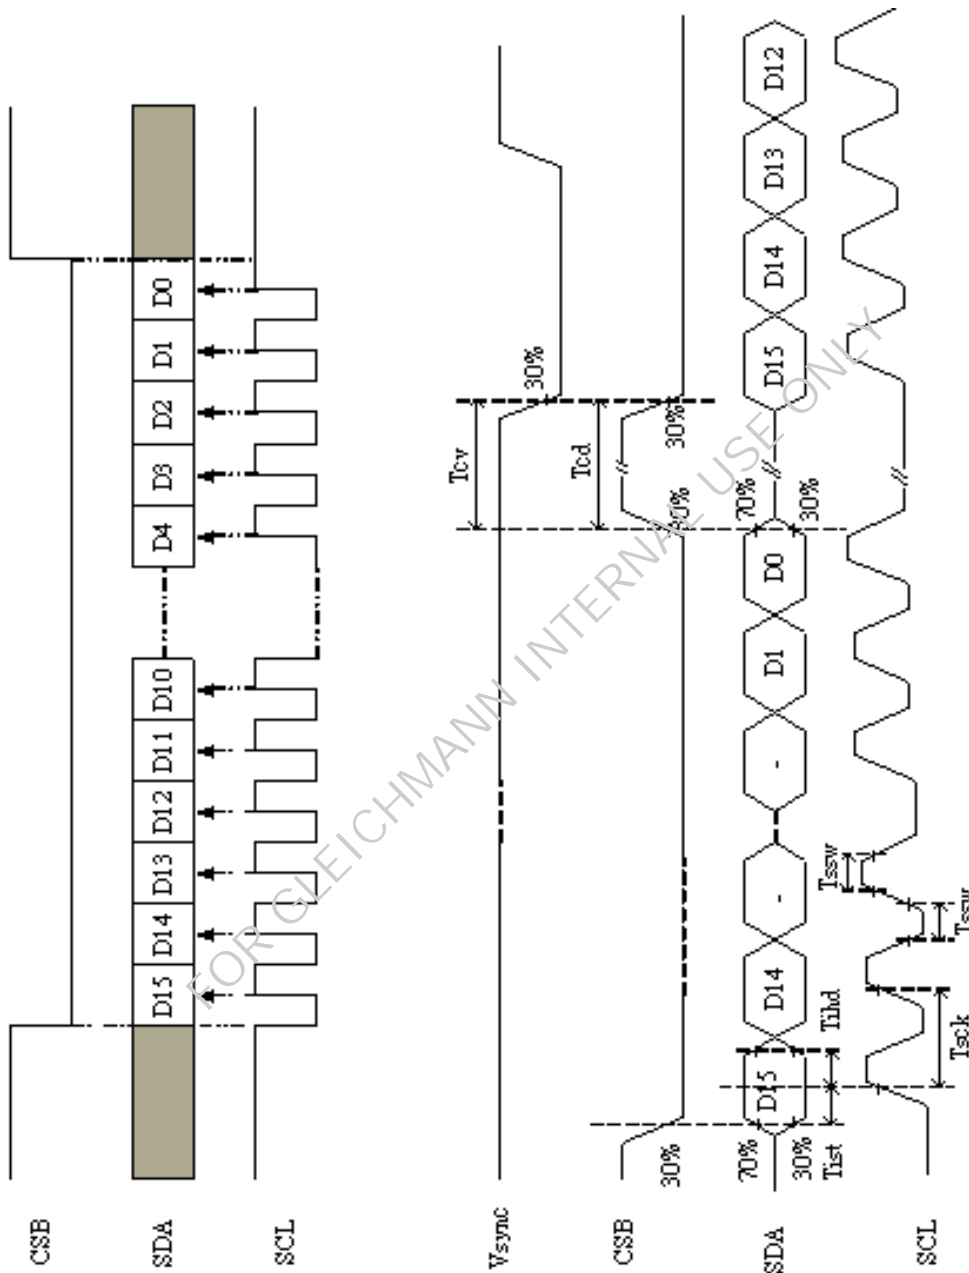 CSB
SDA D15 D14 D13 D12 D11 D10 D4 D3 D2 D1 D0
SCL
Tcv
Vsync
30%
Tcd
CSB
30% 30%
70% 70%
SDA D15 D14 - - D1 D0 D15 D14 D13 D12
30% 30%
Tist Tihd Tssw
SCL
Tsck Tssw
FOR GLEICHMANN INTERNAL USE ONLY